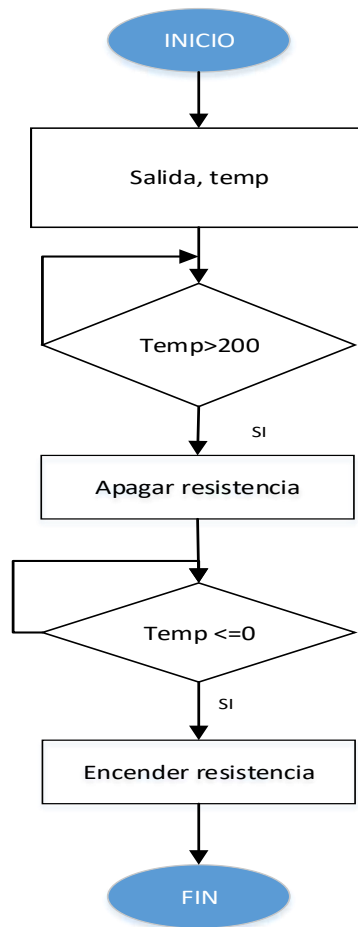 INICIO
Salida, temp
Temp>200
SI
Apagar resistencia
Temp <=0
SI
Encender resistencia
FIN